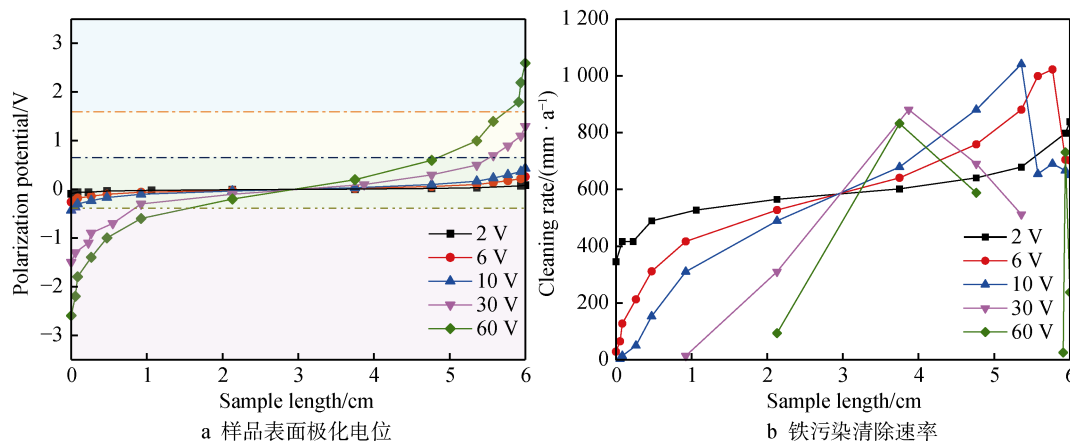 Polarization potential/V
3
2
1
0
−1
−2
−3
2 V
6 V
10 V
30 V
60 V
0 1 2 3 4 5 6
Sample length/cm
a 样品表面极化电位
Cleaning rate/(mm · a⁻¹)
1 200
1 000
800
600
400
200
0
2 V
6 V
10 V
30 V
60 V
0 1 2 3 4 5 6
Sample length/cm
b 铁污染清除速率